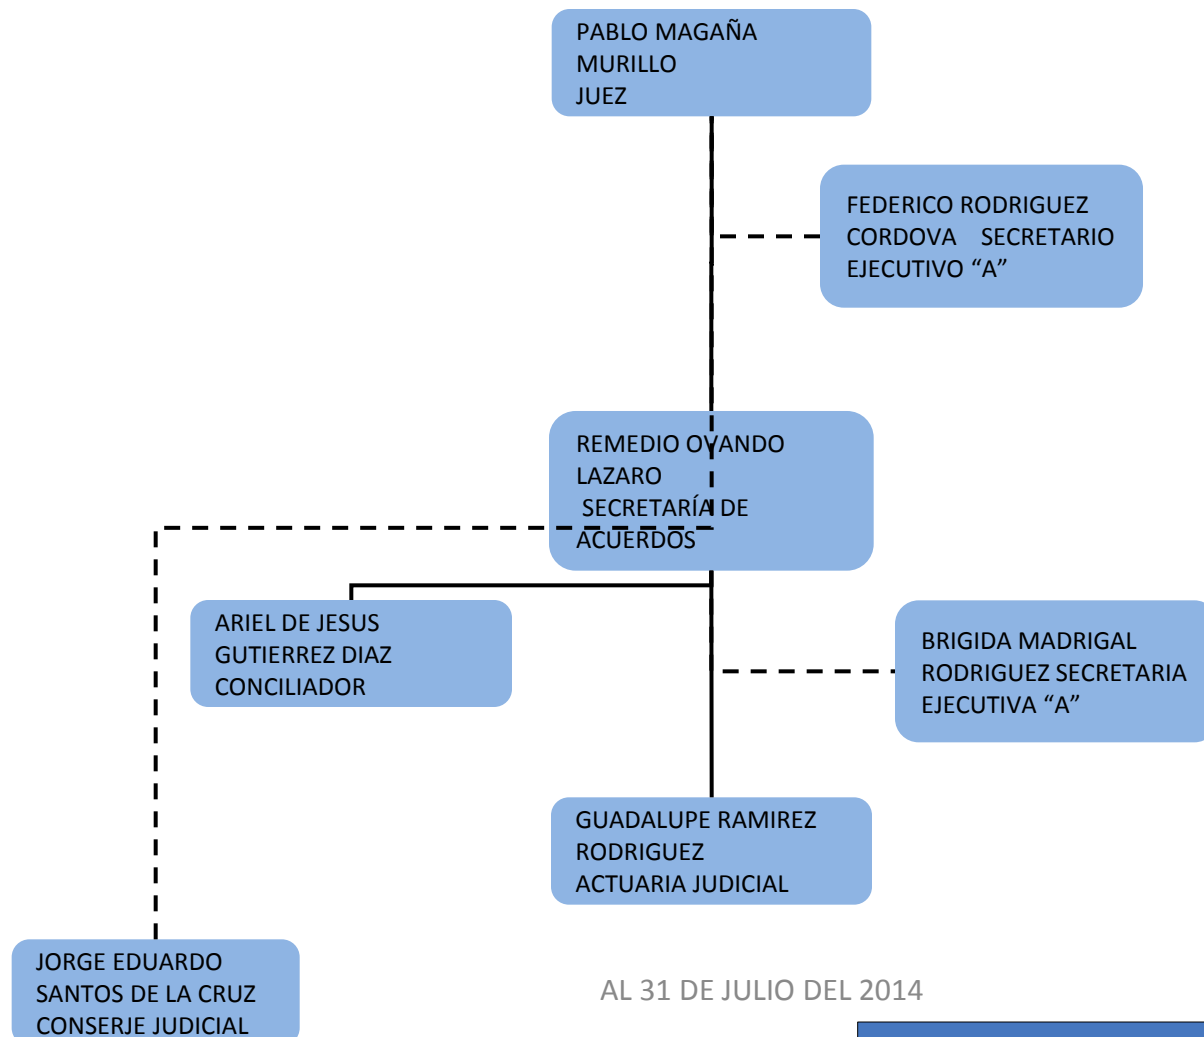 PABLO MAGAÑA
MURILLO
JUEZ
FEDERICO RODRIGUEZ
CORDOVA SECRETARIO
EJECUTIVO “A”
REMEDIO OVANDO
LAZARO
SECRETARÍA DE
ACUERDOS
ARIEL DE JESUS
GUTIERREZ DIAZ
CONCILIADOR
BRIGIDA MADRIGAL
RODRIGUEZ SECRETARIA
EJECUTIVA “A”
GUADALUPE RAMIREZ
RODRIGUEZ
ACTUARIA JUDICIAL
JORGE EDUARDO
SANTOS DE LA CRUZ
CONSERJE JUDICIAL
AL 31 DE JULIO DEL 2014